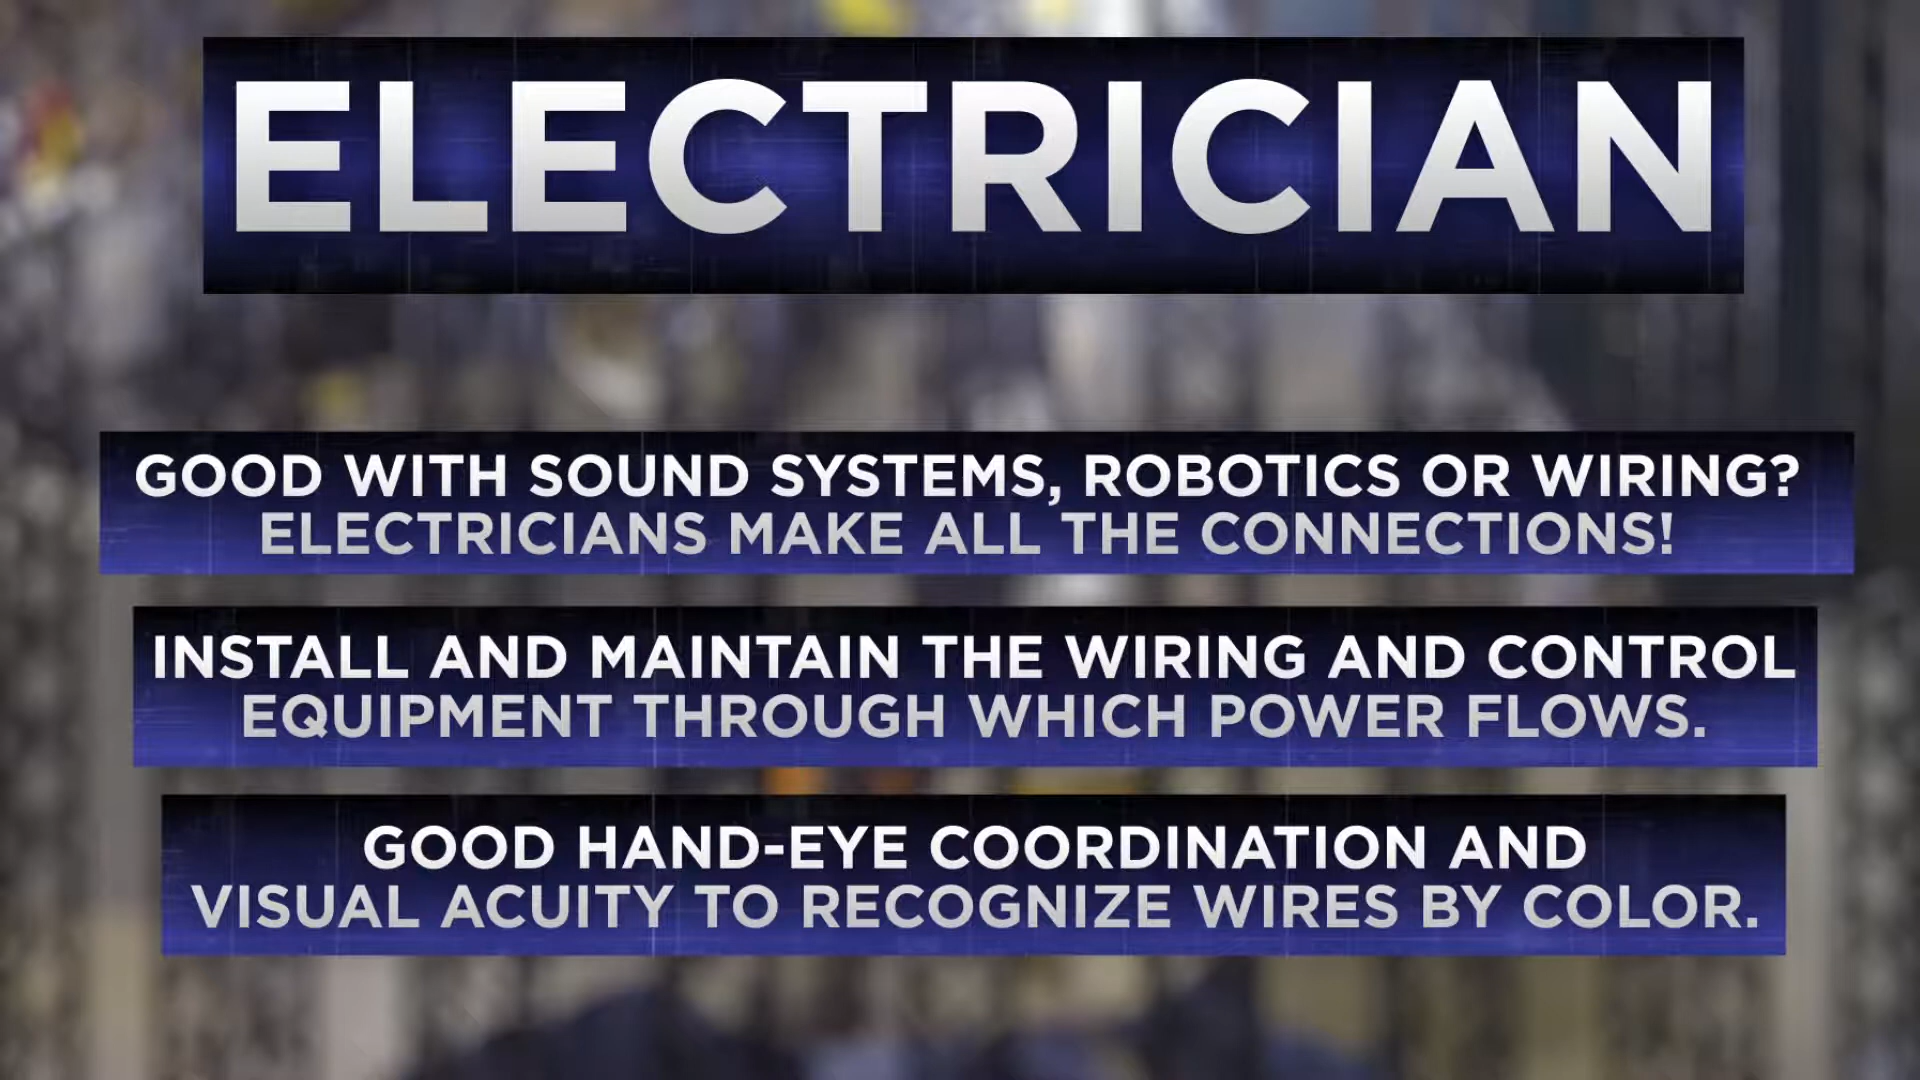 ELECTRICIAN
GOOD WITH SOUND SYSTEMS, ROBOTICS OR WIRING?
ELECTRICIANS MAKE ALL THE CONNECTIONS!
INSTALL AND MAINTAIN THE WIRING AND CONTROL
EQUIPMENT THROUGH WHICH POWER FLOWS.
GOOD HAND-EYE COORDINATION AND
VISUAL ACUITY TO RECOGNIZE WIRES BY COLOR.